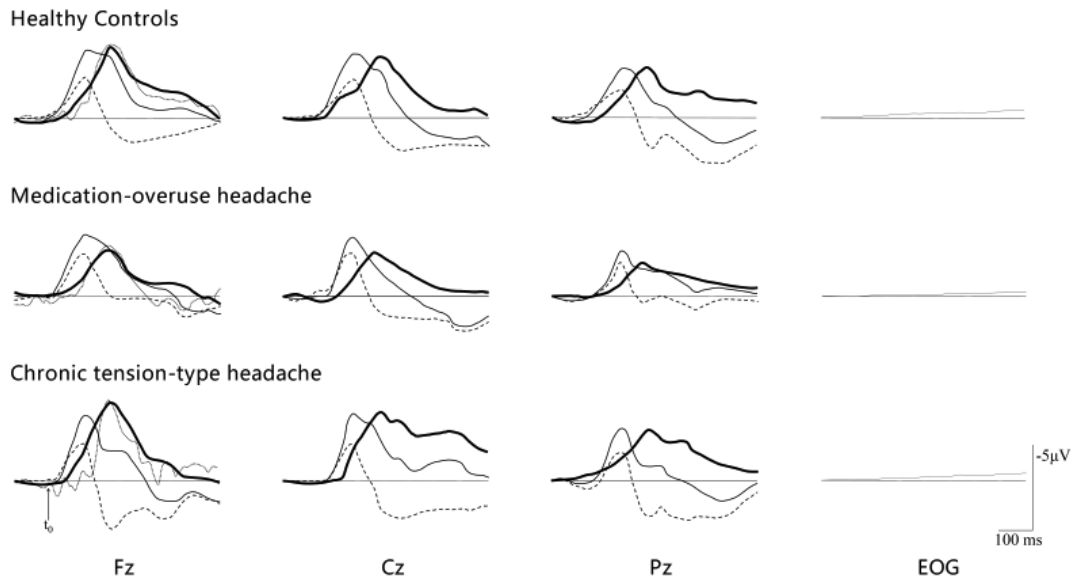 Healthy Controls
Medication-overuse headache
Chronic tension-type headache
-5μV
t₀
100 ms
Fz Cz Pz EOG